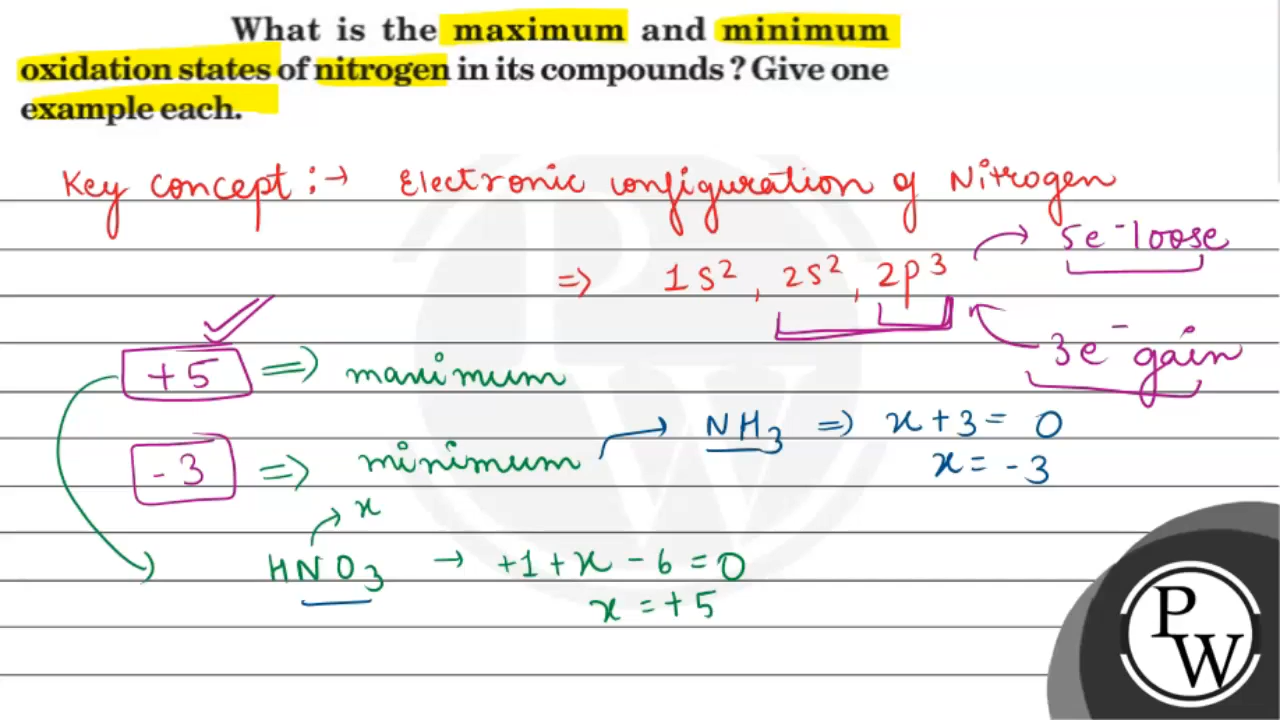 What is the maximum and minimum
oxidation states of nitrogen in its compounds ? Give one
example each.
Key concept :→ Electronic configuration of Nitrogen
⇒ 1s², 2s², 2p³
5e⁻ loose
3e⁻ gain
+5 ⇒ maximum
-3 ⇒ minimum
NH₃ ⇒ x + 3 = 0
x = -3
x
HNO₃ → +1 + x - 6 = 0
x = +5
P
W
PW